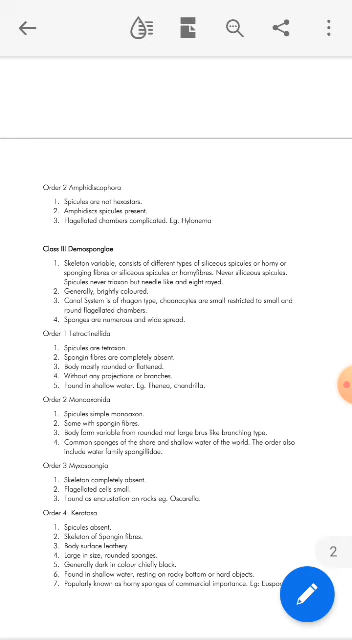 Order 2 Amphidiscophora
1. Spicules are not hexastars.
2. Amphidiscs spicules present.
3. Flagellated chambers complicated. Eg. Hylonema
Class III Demospongiae
1. Skeleton variable, consists of different types of siliceous spicules or horny or
sponging fibres or siliceous spicules or hornyfibres. Never siliceous spicules.
Spicules never triaxon but needle like and eight rayed.
2. Generally, brightly coloured.
3. Canal System is of rhagon type, choanocytes are small restricted to small and
round flagellated chambers.
4. Sponges are numerous and wide spread.
Order 1 Tetractinellida
1. Spicules are tetraxon.
2. Spongin fibres are completely absent.
3. Body mostly rounded or flattened.
4. Without any projections or branches.
5. Found in shallow water. Eg. Thenea, chandrilla.
Order 2 Monoaxanida
1. Spicules simple monoaxon.
2. Some with spongin fibres.
3. Body form variable from rounded mat large brus like branching type.
4. Common sponges of the shore and shallow water of the world. The order also
include water family spongillidae.
Order 3 Myxosaongia
1. Skeleton completely absent.
2. Flagellated cells small.
3. Found as encrustation on rocks eg. Oscarella.
Order 4. Keratosa
1. Spicules absent.
2. Skeleton of Spongin fibres.
3. Body surface leathery.
4. Large in size, rounded sponges.
5. Generally dark in colour chiefly black.
6. Found in shallow water, resting on rocky bottom or hard objects.
7. Popularly known as horny sponges of commercial importance. Eg:
2